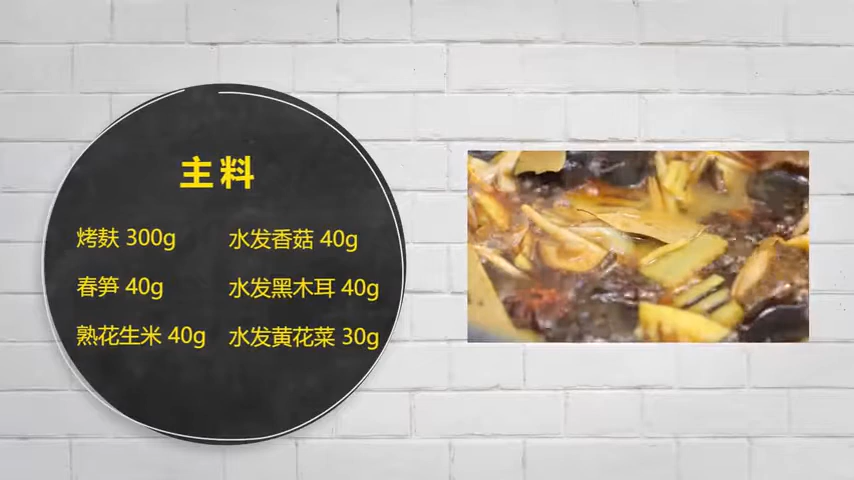 主料
烤麸 300g 水发香菇 40g
春笋 40g 水发黑木耳 40g
熟花生米 40g 水发黄花菜 30g